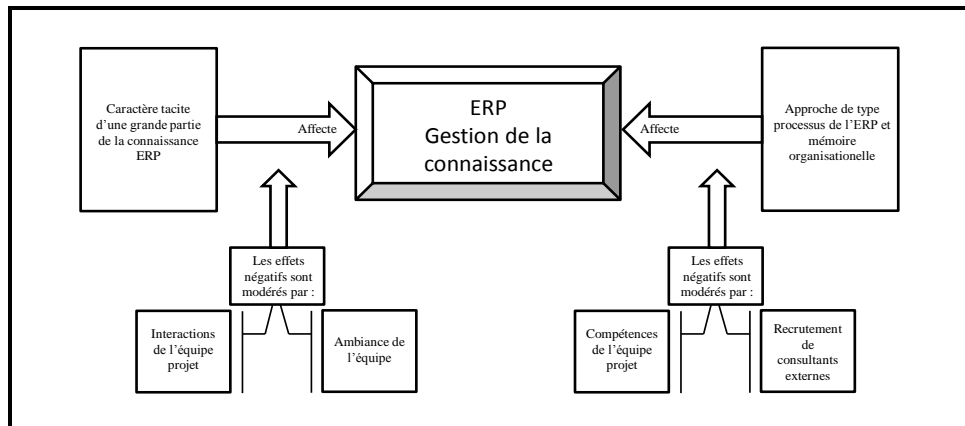 Caractère tacite
d'une grande partie
de la connaissance
ERP
Affecte
ERP
Gestion de la
connaissance
Affecte
Approche de type
processus de l'ERP et
mémoire
organisationelle
Les effets
négatifs sont
modérés par :
Interactions
de l'équipe
projet
Ambiance de
l'équipe
Les effets
négatifs sont
modérés par :
Compétences
de l'équipe
projet
Recrutement
de
consultants
externes